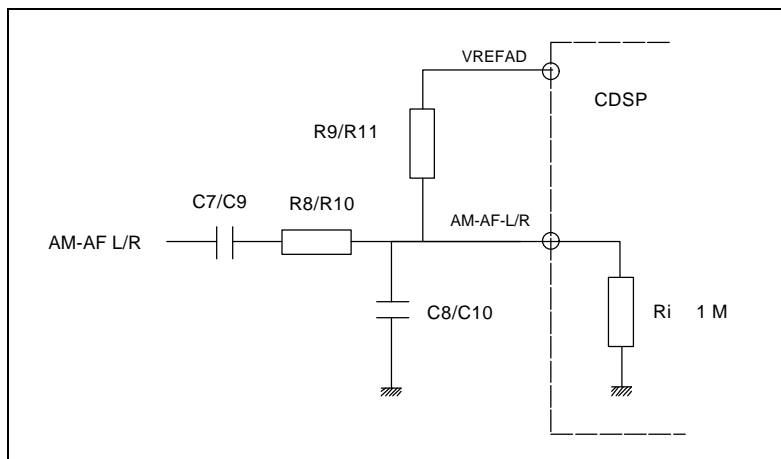 VREFAD
CDSP
R9/R11
C7/C9
R8/R10
AM-AF-L/R
AM-AF L/R
C8/C10
Ri 1 M